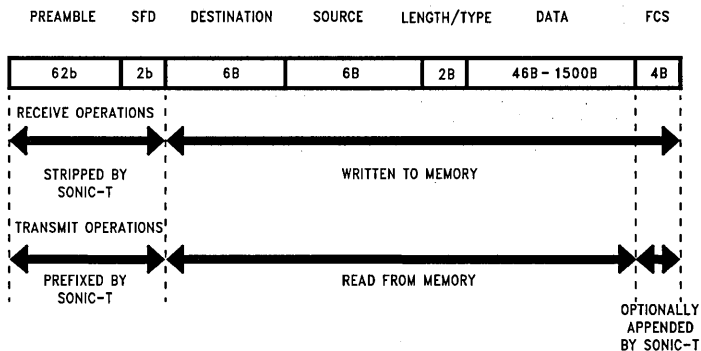 PREAMBLE SFD DESTINATION SOURCE LENGTH/TYPE DATA FCS
62b 2b 6B 6B 2B 46B-1500B 4B
RECEIVE OPERATIONS
STRIPPED BY
SONIC-T
WRITTEN TO MEMORY
TRANSMIT OPERATIONS
PREFIXED BY
SONIC-T
READ FROM MEMORY
OPTIONALLY
APPENDED
BY SONIC-T